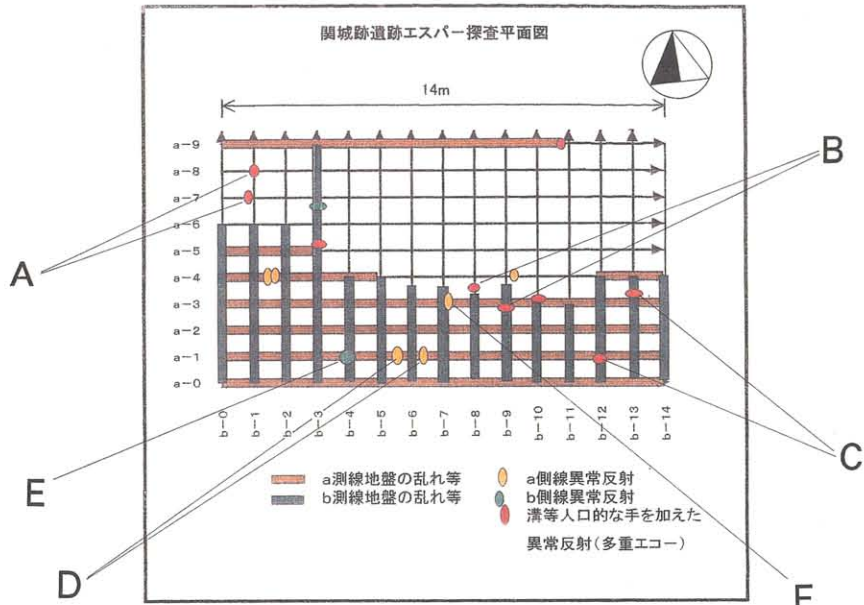 関城跡遺跡エスパー探査平面図
14m
a-9
a-8
a-7
a-6
a-5
a-4
a-3
a-2
a-1
a-0
b-0
b-1
b-2
b-3
b-4
b-5
b-6
b-7
b-8
b-9
b-10
b-11
b-12
b-13
b-14
A
B
C
D
E
F
a測線地盤の乱れ等
b測線地盤の乱れ等
a側線異常反射
b側線異常反射
溝等人口的な手を加えた
異常反射(多重エコー)